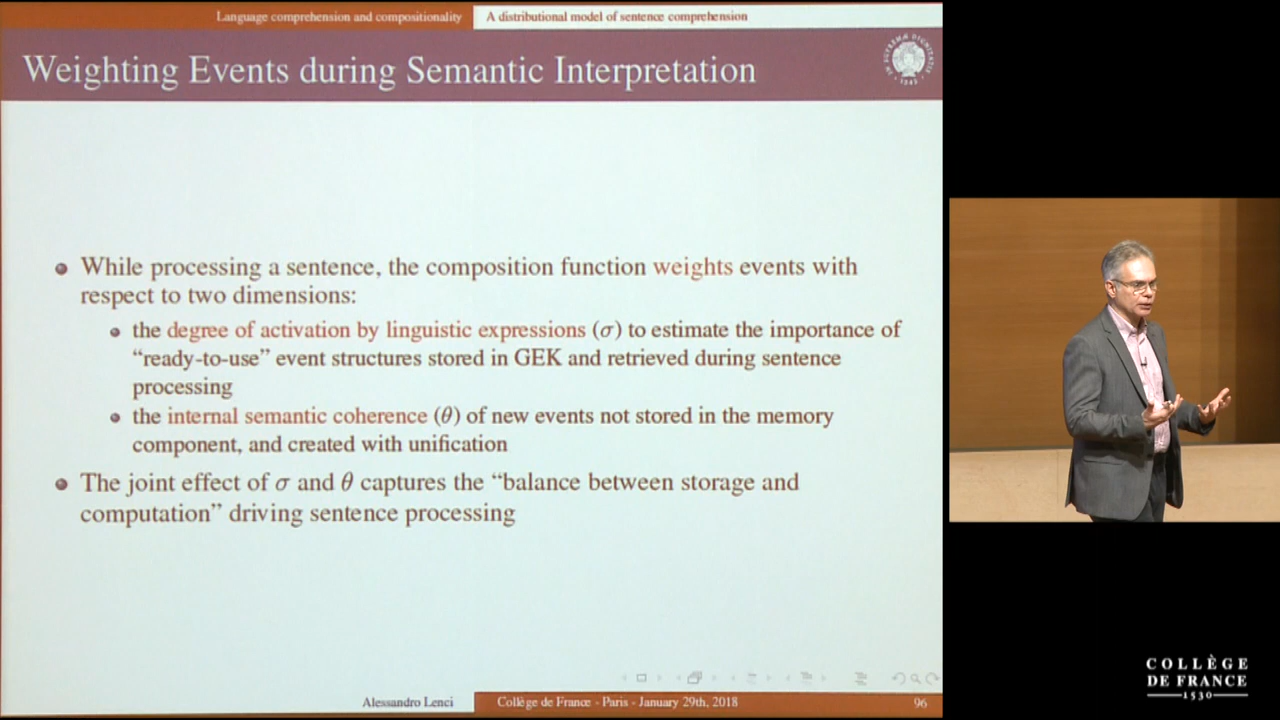 Language comprehension and compositionality
A distributional model of sentence comprehension
Weighting Events during Semantic Interpretation
While processing a sentence, the composition function weights events with
respect to two dimensions:
the degree of activation by linguistic expressions (σ) to estimate the importance of
“ready-to-use” event structures stored in GEK and retrieved during sentence
processing
the internal semantic coherence (θ) of new events not stored in the memory
component, and created with unification
The joint effect of σ and θ captures the “balance between storage and
computation” driving sentence processing
Alessandro Lenci
Collège de France - Paris - January 29th, 2018
96
COLLÈGE
DE FRANCE
1530